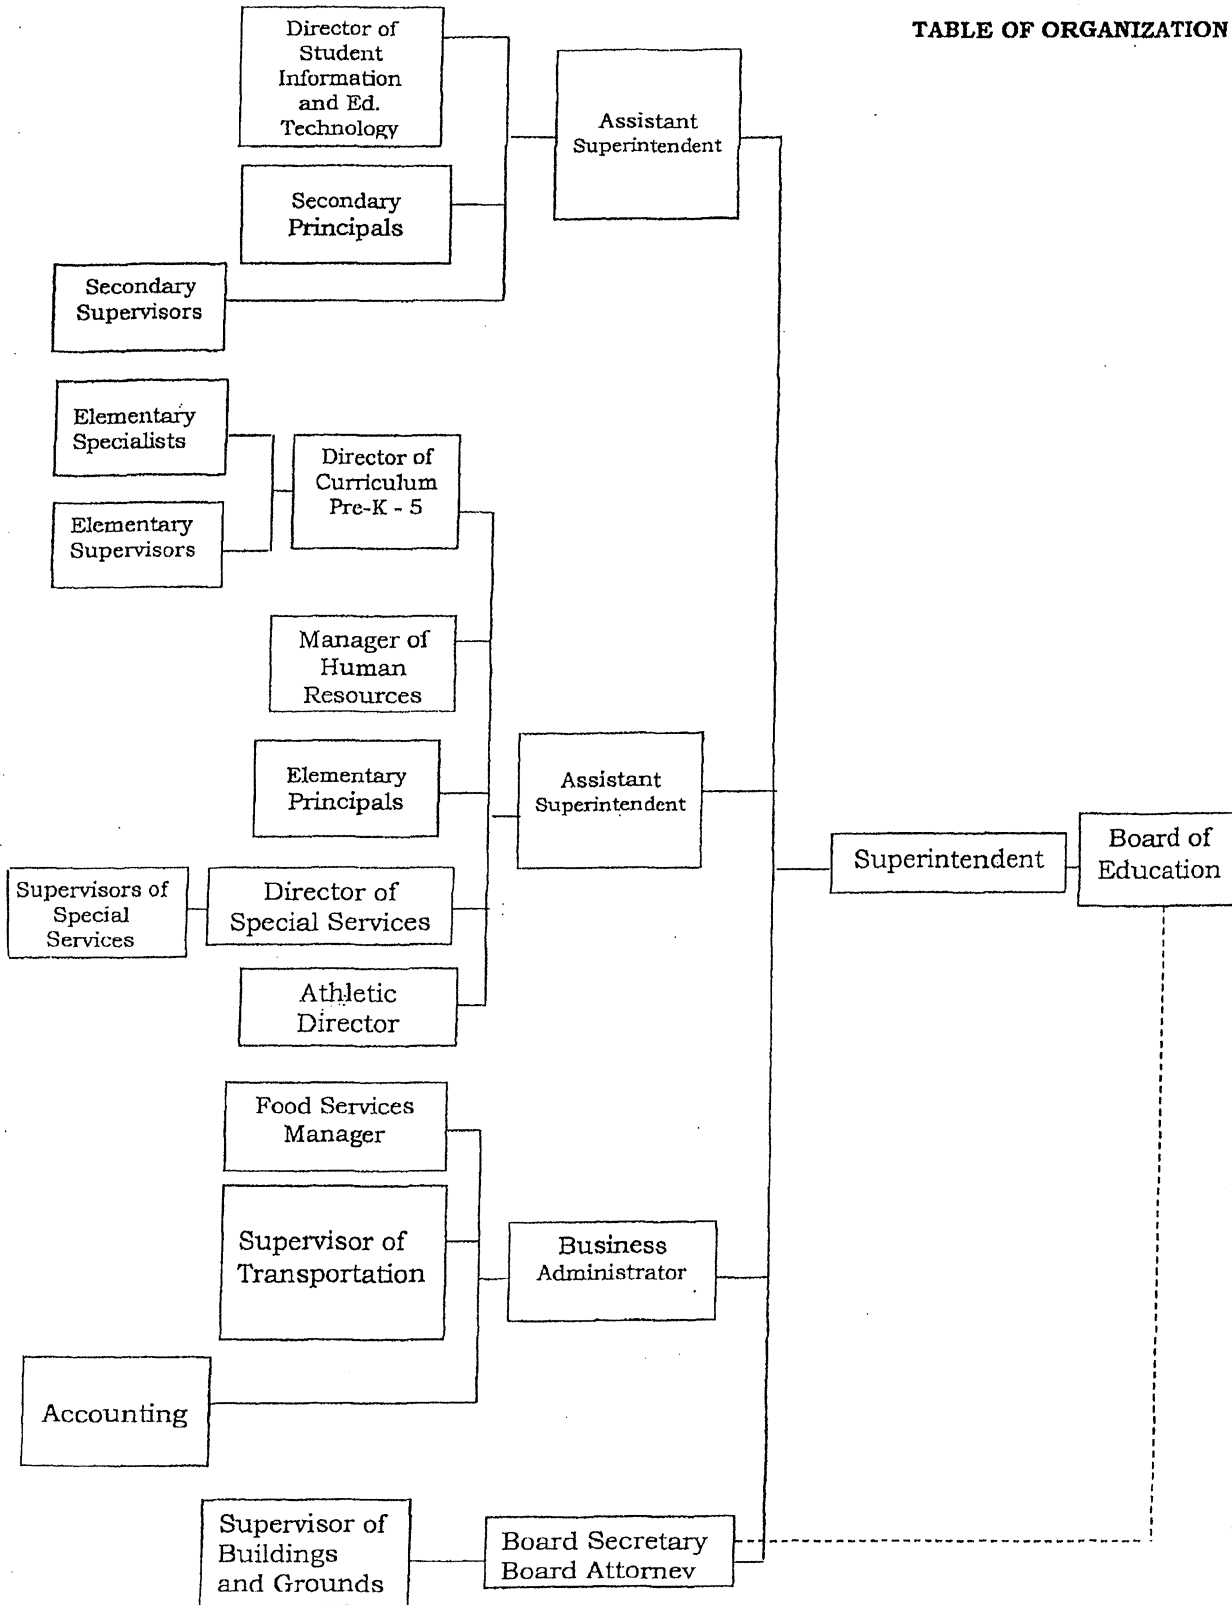 TABLE OF ORGANIZATION
Director of
Student
Information
and Ed.
Technology
Assistant
Superintendent
Secondary
Principals
Secondary
Supervisors
Elementary
Specialists
Director of
Curriculum
Pre-K - 5
Elementary
Supervisors
Manager of
Human
Resources
Elementary
Principals
Assistant
Superintendent
Superintendent
Board of
Education
Supervisors of
Special
Services
Director of
Special Services
Athletic
Director
Food Services
Manager
Supervisor of
Transportation
Business
Administrator
Accounting
Supervisor of
Buildings
and Grounds
Board Secretary
Board Attorney